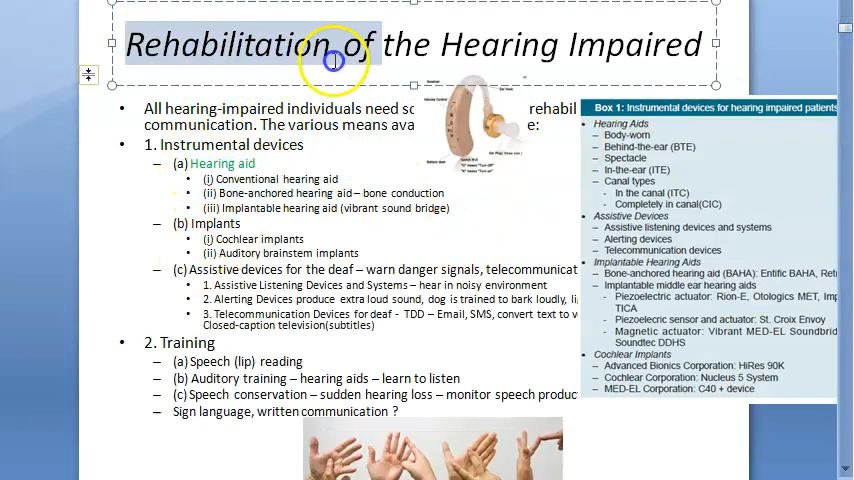 Rehabilitation of the Hearing Impaired
All hearing-impaired individuals need so rehabil
communication. The various means ava e:
1. Instrumental devices
(a) Hearing aid
(i) Conventional hearing aid
(ii) Bone-anchored hearing aid – bone conduction
(iii) Implantable hearing aid (vibrant sound bridge)
(b) Implants
(i) Cochlear implants
(ii) Auditory brainstem implants
(c) Assistive devices for the deaf – warn danger signals, telecommunicat
1. Assistive Listening Devices and Systems – hear in noisy environment
2. Alerting Devices produce extra loud sound, dog is trained to bark loudly, li
3. Telecommunication Devices for deaf - TDD – Email, SMS, convert text to v
Closed-caption television(subtitles)
2. Training
(a) Speech (lip) reading
(b) Auditory training – hearing aids – learn to listen
(c) Speech conservation – sudden hearing loss – monitor speech produc
Sign language, written communication ?
Box 1: Instrumental devices for hearing impaired patients
Hearing Aids
– Body-worn
– Behind-the-ear (BTE)
– Spectacle
– In-the-ear (ITE)
– Canal types
- In the canal (ITC)
- Completely in canal(CIC)
Assistive Devices
– Assistive listening devices and systems
– Alerting devices
– Telecommunication devices
Implantable Hearing Aids
– Bone-anchored hearing aid (BAHA): Entific BAHA, Ret
– Implantable middle ear hearing aids
- Piezoelectric actuator: Rion-E, Otologics MET, Imp
TICA
- Piezoelectric sensor and actuator: St. Croix Envoy
- Magnetic actuator: Vibrant MED-EL Soundbrid
Soundtec DDHS
Cochlear Implants
– Advanced Bionics Corporation: HiRes 90K
– Cochlear Corporation: Nucleus 5 System
– MED-EL Corporation: C40 + device